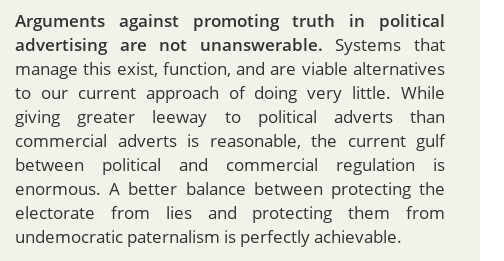 Arguments against promoting truth in political
advertising are not unanswerable. Systems that
manage this exist, function, and are viable alternatives
to our current approach of doing very little. While
giving greater leeway to political adverts than
commercial adverts is reasonable, the current gulf
between political and commercial regulation is
enormous. A better balance between protecting the
electorate from lies and protecting them from
undemocratic paternalism is perfectly achievable.